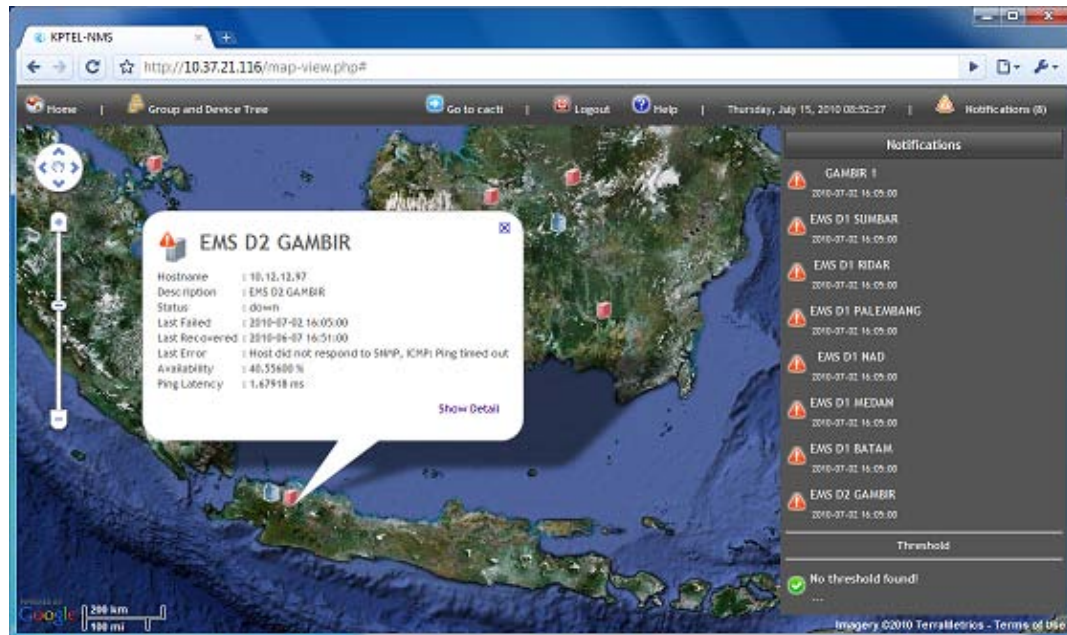 KPTEL-NMS
http://10.37.21.116/map-view.php#
Home | Group and Device Tree Go to cacti | Logout Help | Thursday, July 15, 2010 08:52:27 | Notifications (8)
Notifications
GAMBIR 1
2010-07-02 16:05:00
EMS D1 SUMBAR
2010-07-02 16:05:00
EMS D1 RIDAR
2010-07-02 16:05:00
EMS D1 PALEMBANG
2010-07-02 16:05:00
EMS D1 NAD
2010-07-02 16:05:00
EMS D1 MEDAN
2010-07-02 16:05:00
EMS D1 BATAM
2010-07-02 16:05:00
EMS D2 GAMBIR
2010-07-02 16:05:00
Threshold
No threshold found!
...
EMS D2 GAMBIR
Hostname : 10.12.12.97
Description : EMS D2 GAMBIR
Status : down
Last Failed : 2010-07-02 16:05:00
Last Recovered : 2010-06-07 16:51:00
Last Error : Host did not respond to SNMP, ICMP: Ping timed out
Availability : 40.55600 %
Ping Latency : 1.67918 ms
Show Detail
POWERED BY
Google
200 km
100 mi
Imagery ©2010 TerraMetrics - Terms of Use